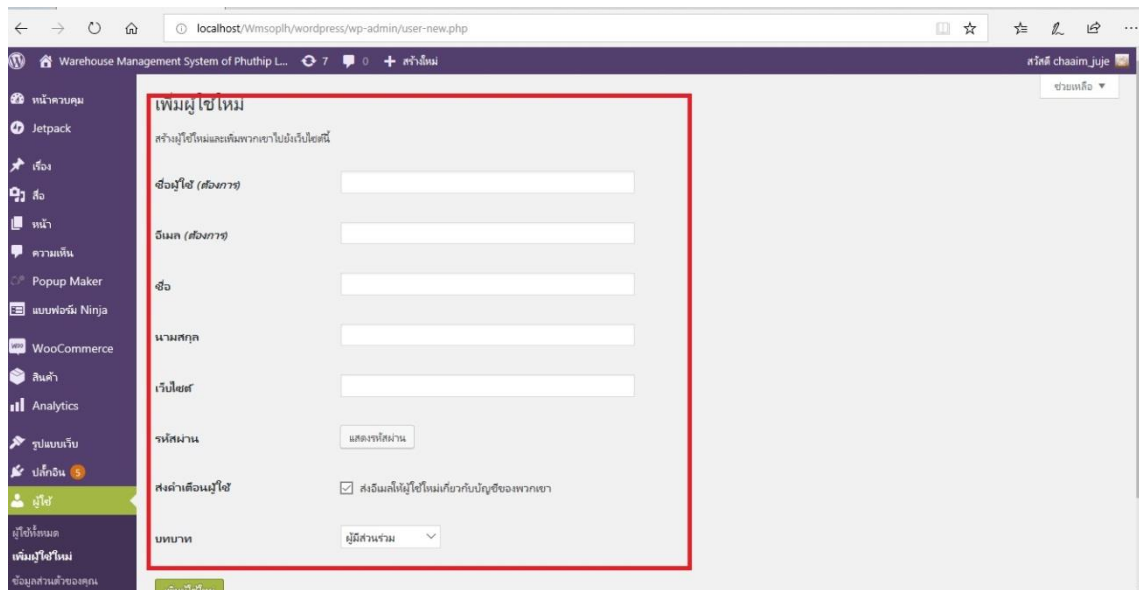 localhost/Wmsoplh/wordpress/wp-admin/user-new.php
Warehouse Management System of Phuthip L... 7 0 + สร้างใหม่ สวัสดี chaaim_juje
ช่วยเหลือ
หน้าควบคุม
Jetpack
เรื่อง
สื่อ
หน้า
ความเห็น
Popup Maker
แบบฟอร์ม Ninja
WooCommerce
สินค้า
Analytics
รูปแบบเว็บ
ปลั๊กอิน 5
ผู้ใช้
ผู้ใช้ทั้งหมด
เพิ่มผู้ใช้ใหม่
ข้อมูลส่วนตัวของคุณ
เพิ่มผู้ใช้ใหม่
สร้างผู้ใช้ใหม่และเพิ่มพวกเขาไปยังเว็บไซต์นี้
ชื่อผู้ใช้ (ต้องการ)
อีเมล (ต้องการ)
ชื่อ
นามสกุล
เว็บไซต์
รหัสผ่าน แสดงรหัสผ่าน
ส่งคำเตือนผู้ใช้ ส่งอีเมลให้ผู้ใช้ใหม่เกี่ยวกับบัญชีของพวกเขา
บทบาท ผู้มีส่วนร่วม